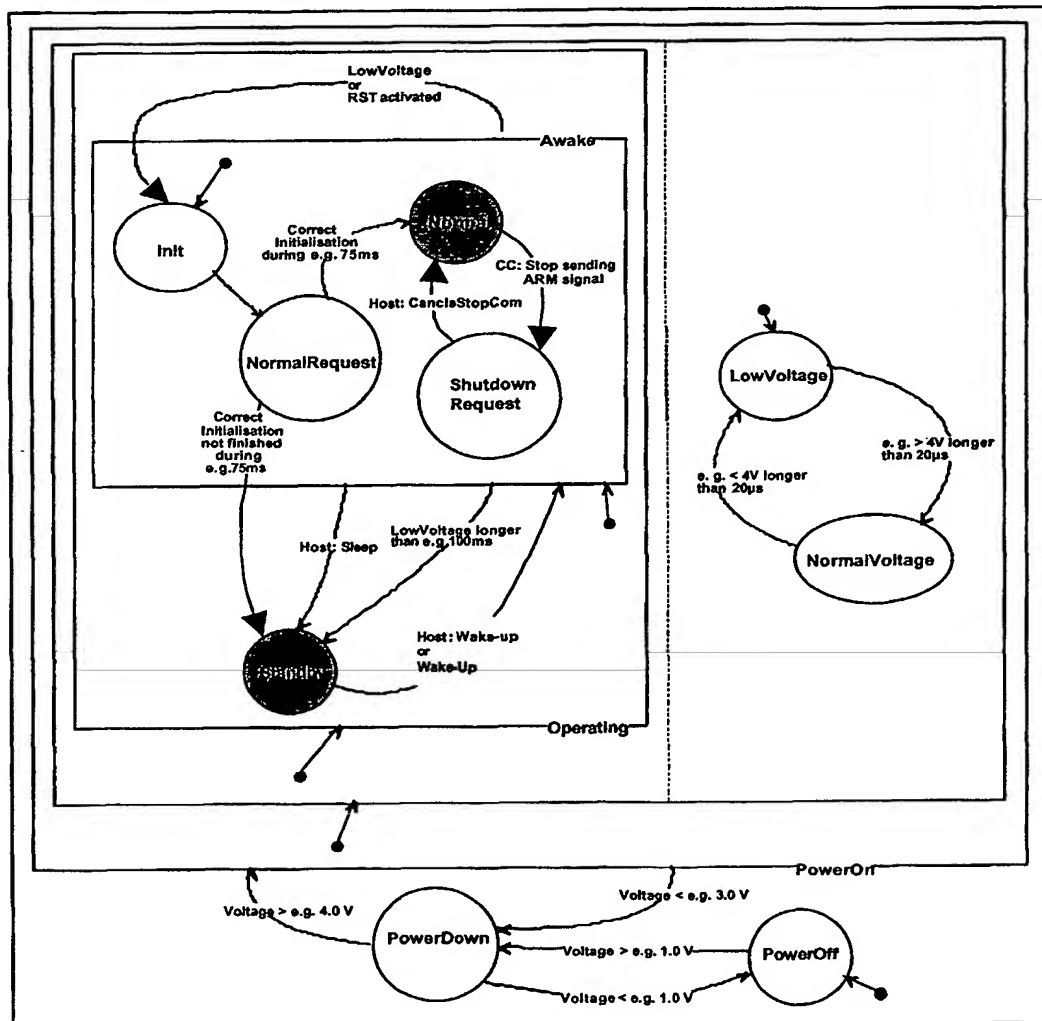 LowVoltage
or
RST activated
Awake
Init
Correct
Initialisation
during e.g. 75ms
Normal
CC: Stop sending
ARM signal
Host: CanclsStopCom
NormalRequest
Shutdown
Request
Correct
Initialisation
not finished
during
e.g.75ms
Host: Sleep
LowVoltage longer
than e.g.100ms
Host: Wake-up
or
Wake-Up
Standby
Operating
LowVoltage
e. g. > 4V longer
than 20µs
e. g. < 4V longer
than 20µs
NormalVoltage
PowerOn
Voltage > e.g. 4.0 V
Voltage < e.g. 3.0 V
PowerDown
Voltage > e.g. 1.0 V
PowerOff
Voltage < e.g. 1.0 V